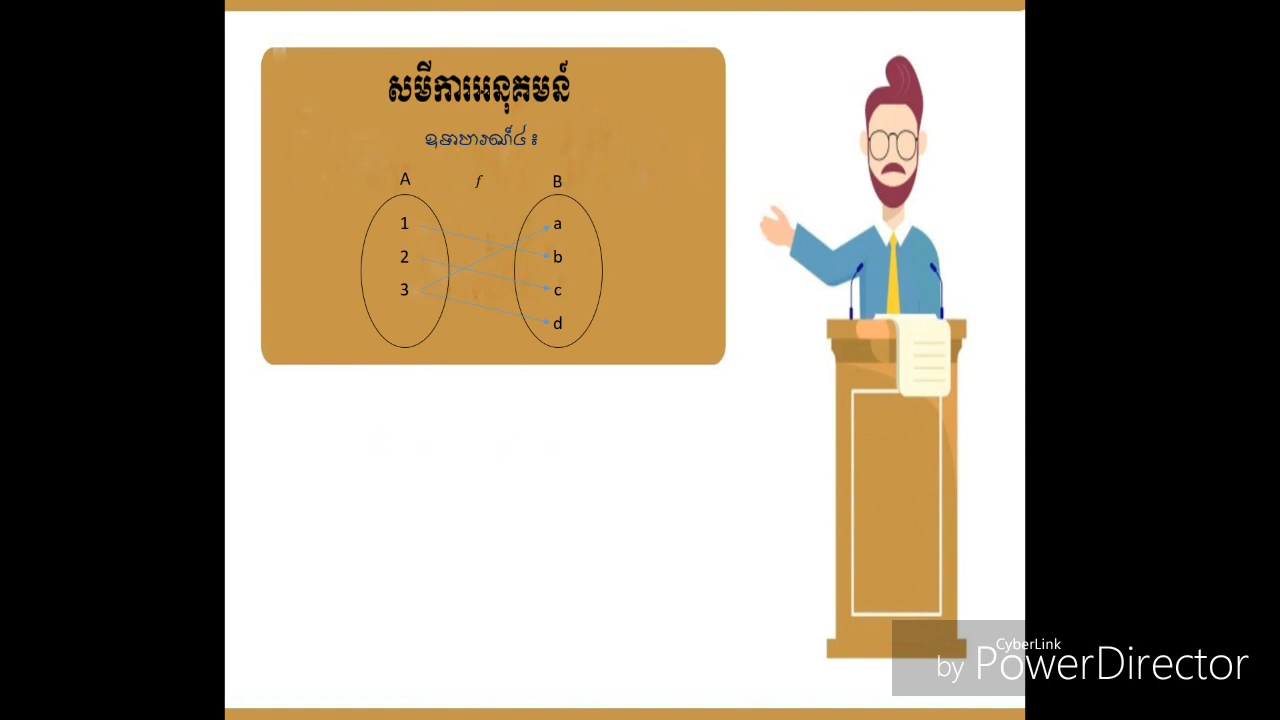 សមីការអនុគមន៍
ឧទាហរណ៍៤៖
A f B
1 a
2 b
3 c
d
CyberLink
by PowerDirector